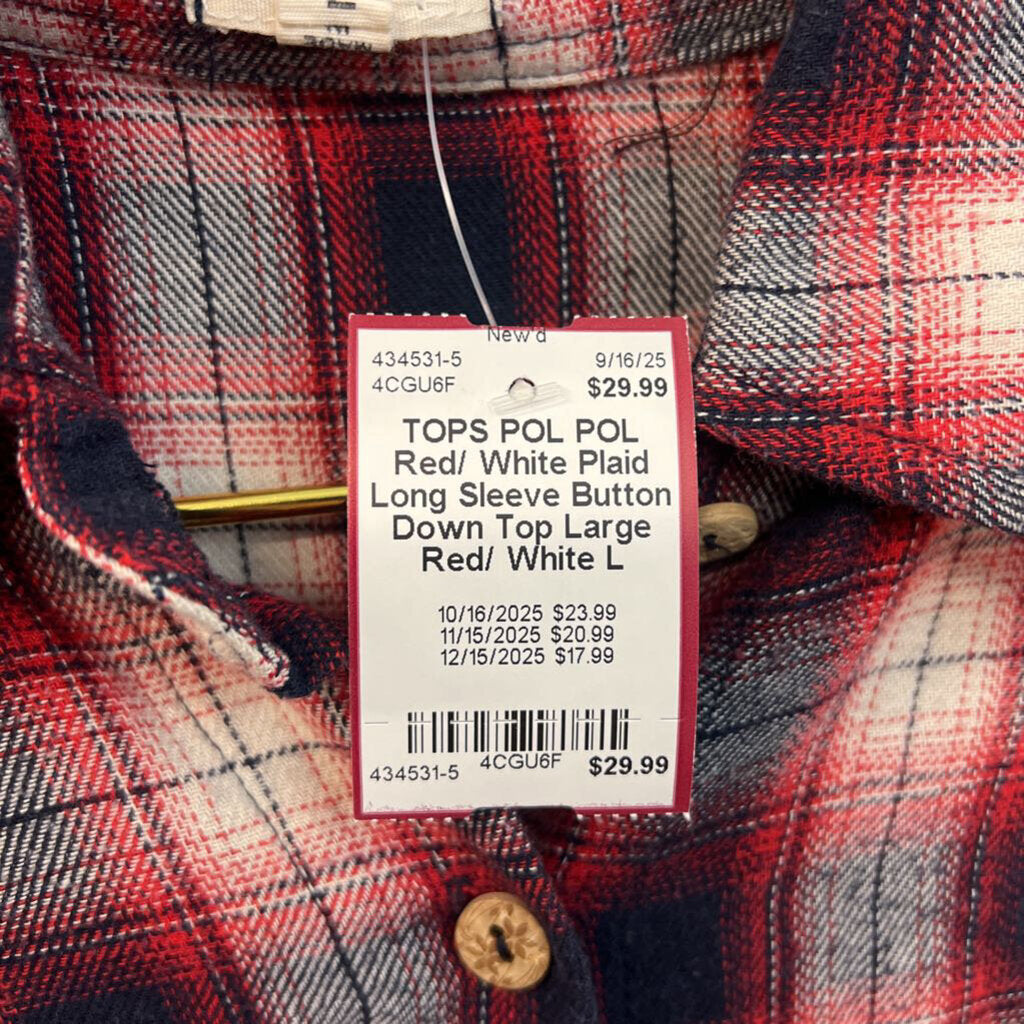 New'd
434531-5 9/16/25
4CGU6F $29.99
TOPS POL POL
Red/ White Plaid
Long Sleeve Button
Down Top Large
Red/ White L
10/16/2025 $23.99
11/15/2025 $20.99
12/15/2025 $17.99
434531-5 4CGU6F $29.99